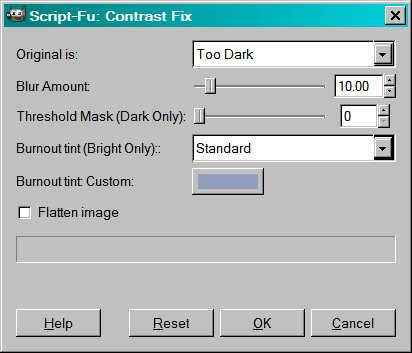 Script-Fu: Contrast Fix
Original is: Too Dark
Blur Amount: 10.00
Threshold Mask (Dark Only): 0
Burnout tint (Bright Only):: Standard
Burnout tint: Custom:
Flatten image
Help Reset OK Cancel